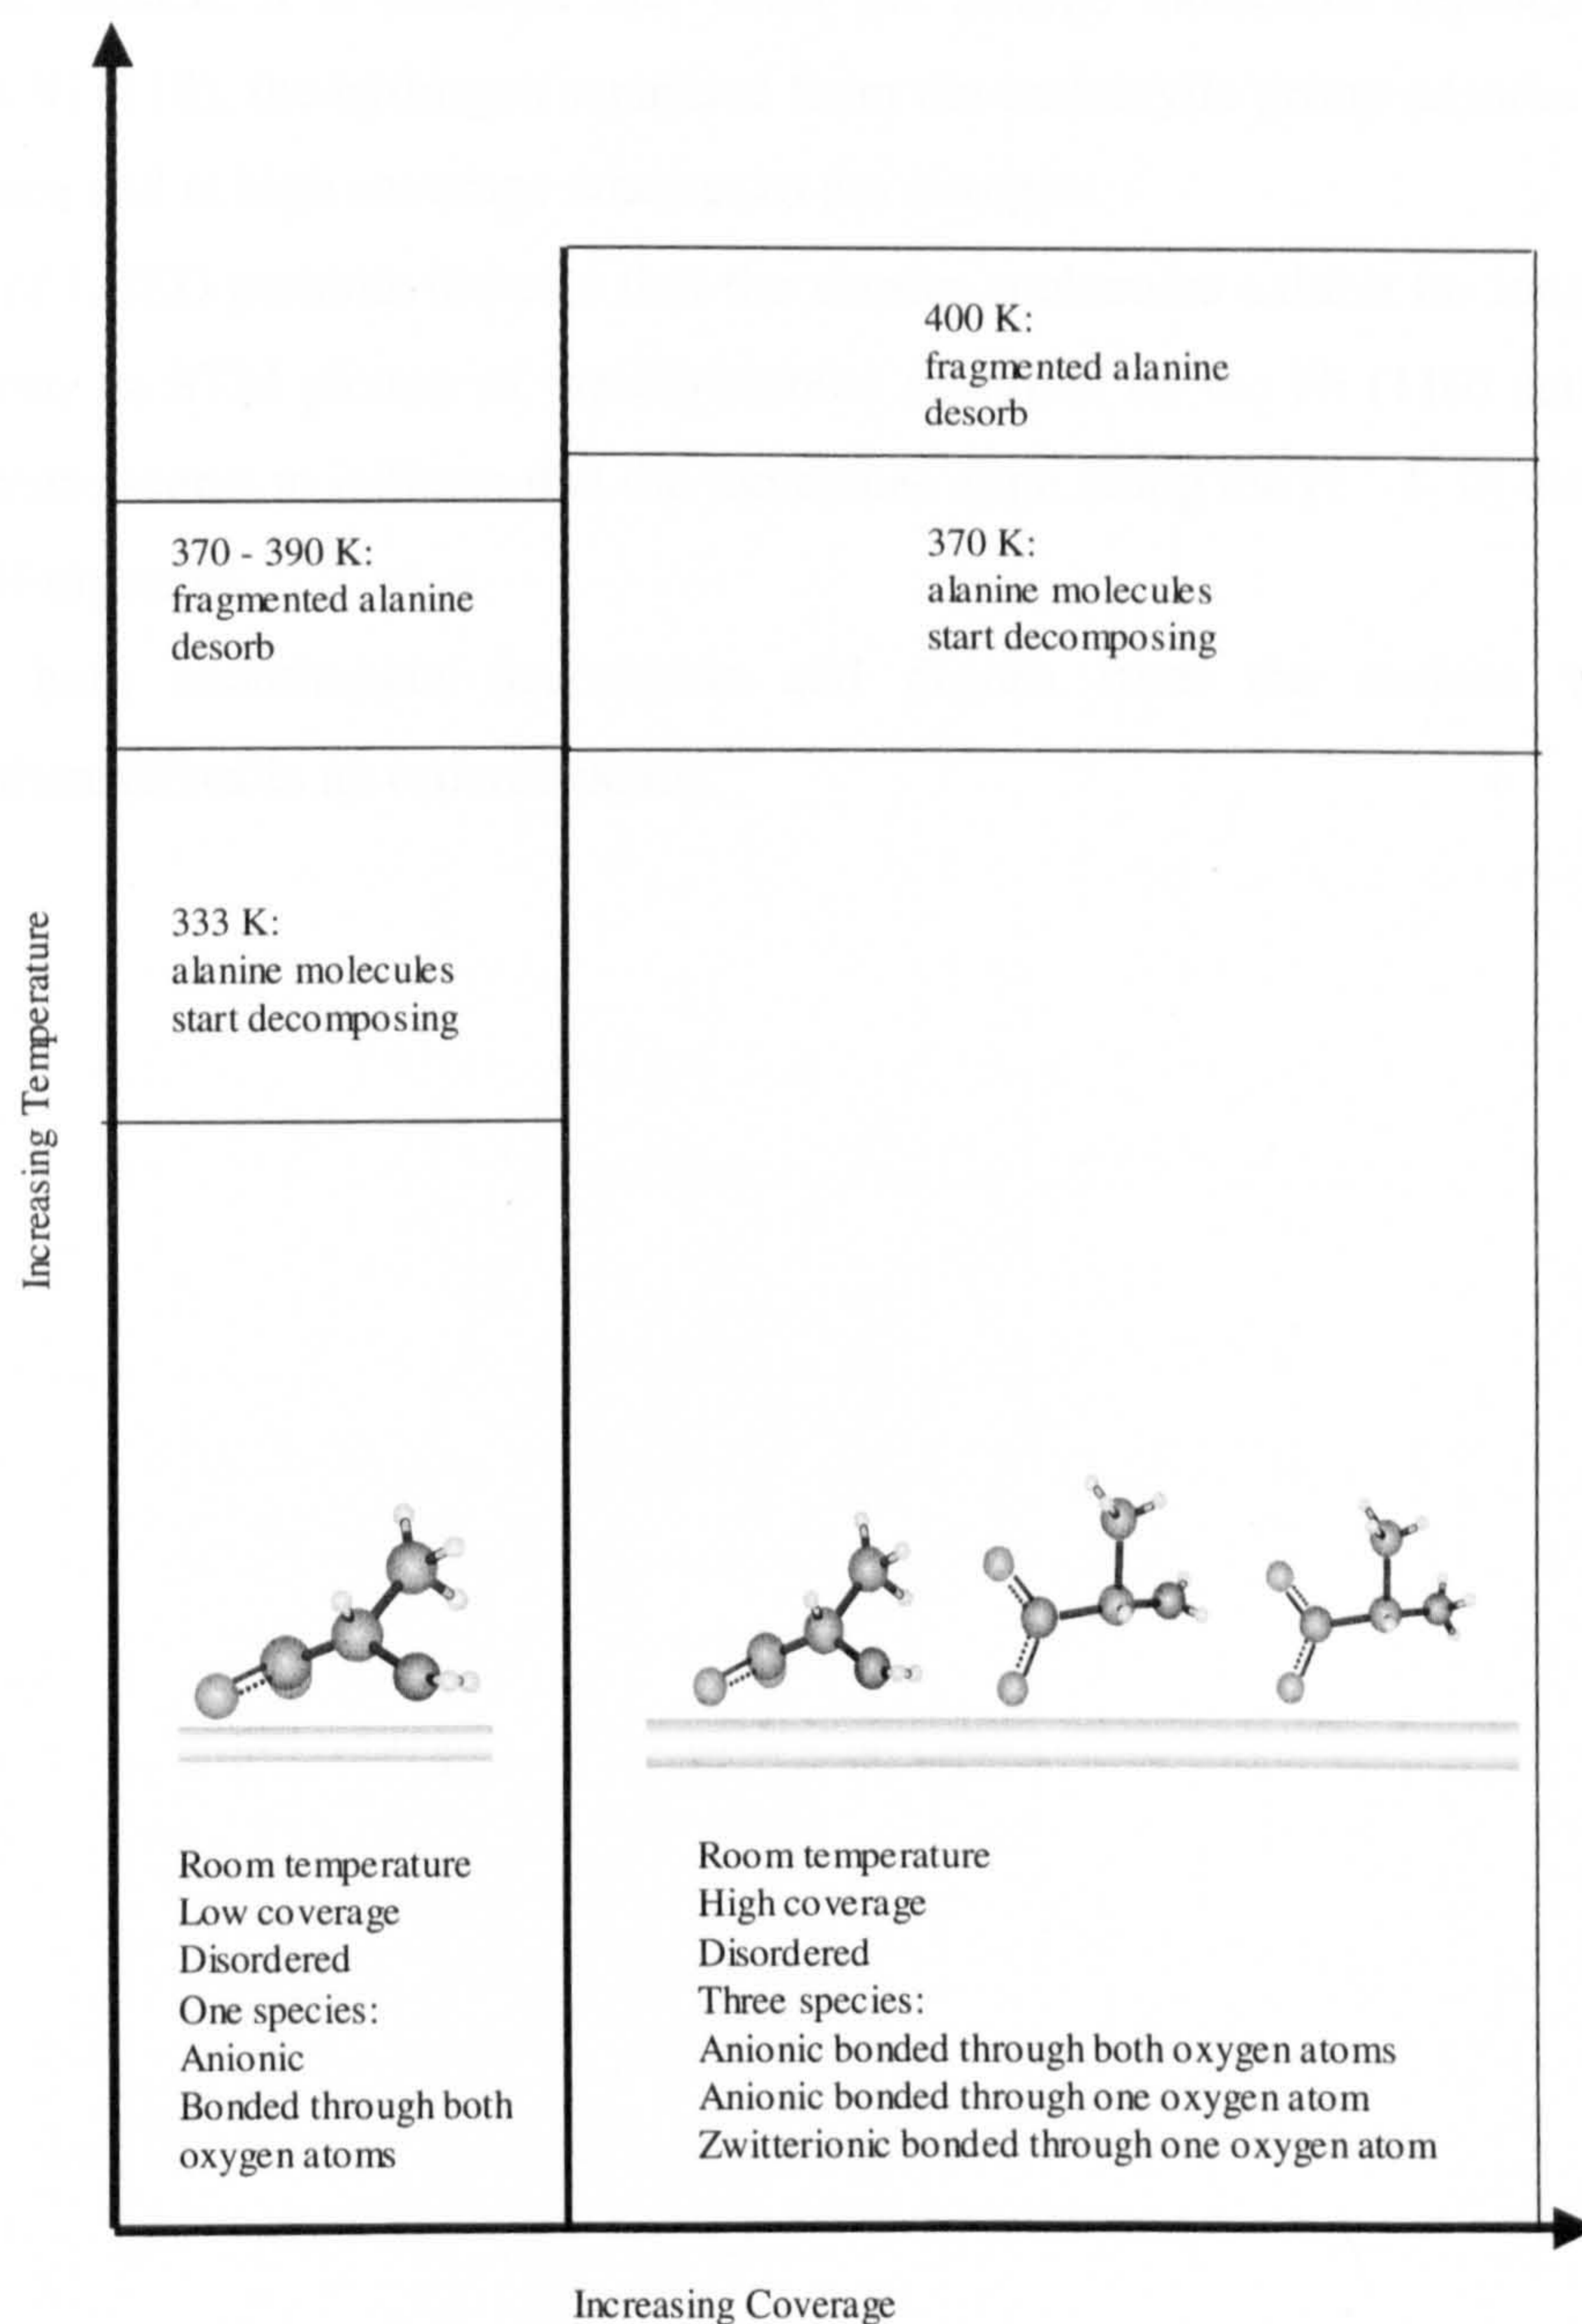 400 K:
fragmented alanine
desorb
370 - 390 K:
fragmented alanine
desorb
370 K:
alanine molecules
start decomposing
333 K:
alanine molecules
start decomposing
Increasing Temperature
Room temperature
Low coverage
Disordered
One species:
Anionic
Bonded through both
oxygen atoms
Room temperature
High coverage
Disordered
Three species:
Anionic bonded through both oxygen atoms
Anionic bonded through one oxygen atom
Zwitterionic bonded through one oxygen atom
Increasing Coverage